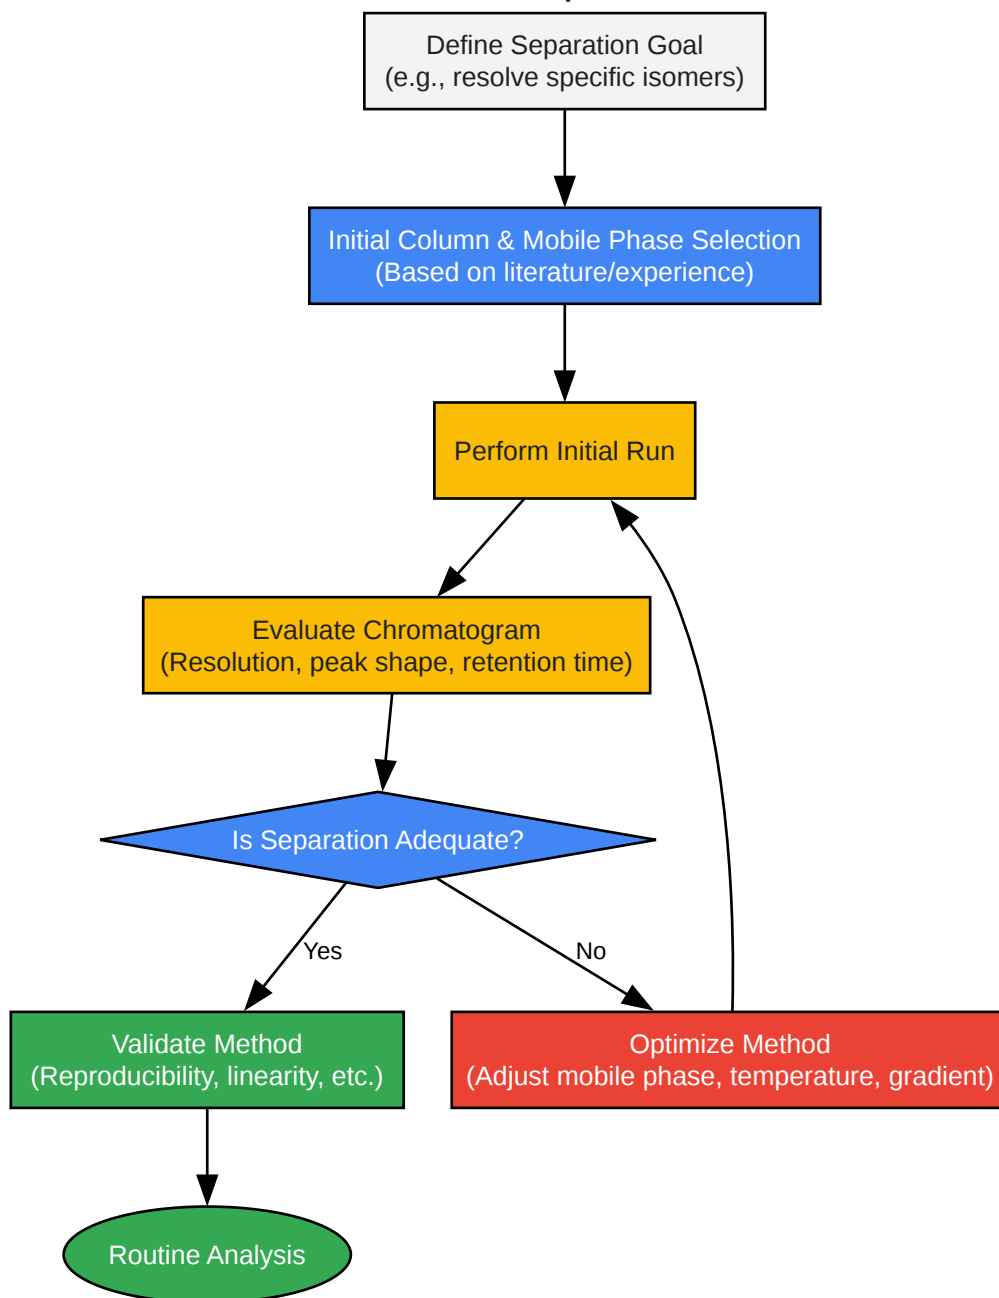 Define Separation Goal
(e.g., resolve specific isomers)
Initial Column & Mobile Phase Selection
(Based on literature/experience)
Perform Initial Run
Evaluate Chromatogram
(Resolution, peak shape, retention time)
Is Separation Adequate?
Yes
No
Validate Method
(Reproducibility, linearity, etc.)
Optimize Method
(Adjust mobile phase, temperature, gradient)
Routine Analysis